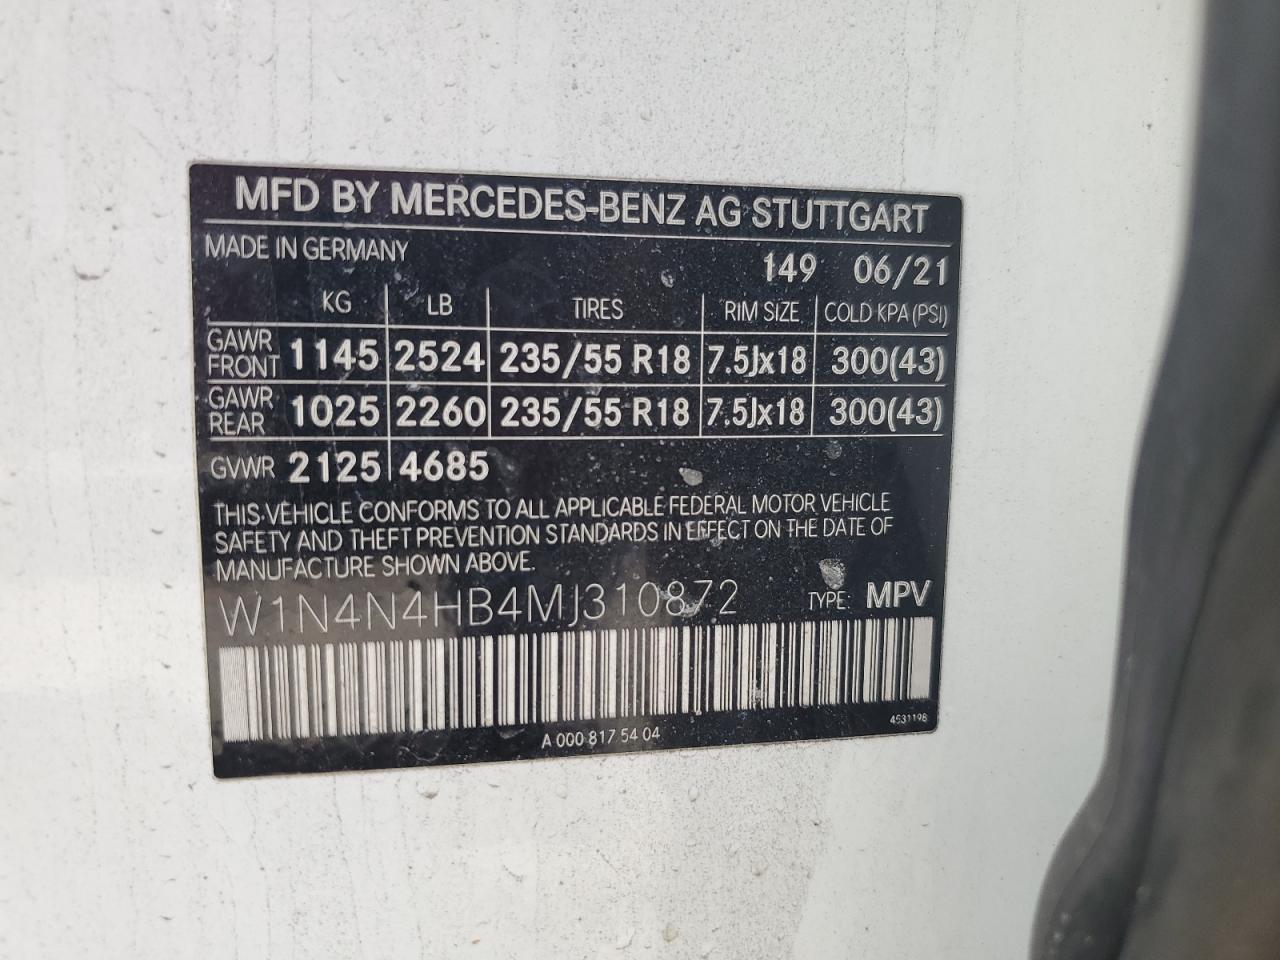 MFD BY MERCEDES-BENZ AG STUTTGART
MADE IN GERMANY
149 06/21
KG LB TIRES RIM SIZE COLD KPA (PSI)
GAWR FRONT 1145 2524 235/55 R18 7.5Jx18 300(43)
GAWR REAR 1025 2260 235/55 R18 7.5Jx18 300(43)
GVWR 2125 4685
THIS VEHICLE CONFORMS TO ALL APPLICABLE FEDERAL MOTOR VEHICLE
SAFETY AND THEFT PREVENTION STANDARDS IN EFFECT ON THE DATE OF
MANUFACTURE SHOWN ABOVE.
W1N4N4HB4MJ310872 TYPE: MPV
4531198
A 000 817 54 04